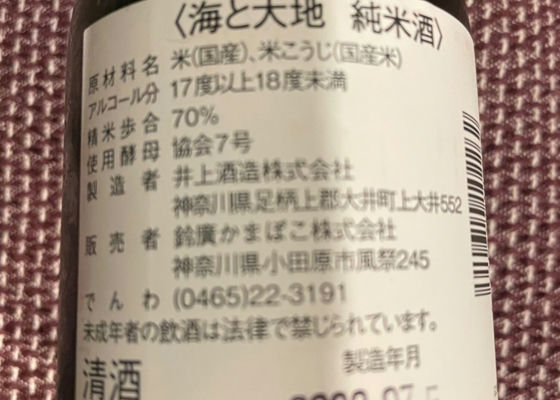 〈海と大地 純米酒〉
原材料名 米(国産)、米こうじ(国産米)
アルコール分 17度以上18度未満
精米歩合 70%
使用酵母 協会7号
製造者 井上酒造株式会社
神奈川県足柄上郡大井町上大井552
販売者 鈴廣かまぼこ株式会社
神奈川県小田原市風祭245
でんわ (0465)22-3191
未成年者の飲酒は法律で禁じられています。
製造年月
清酒